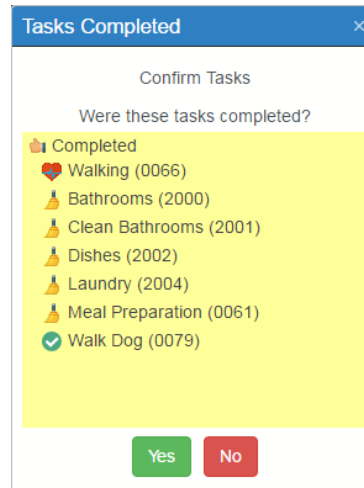 Tasks Completed ×
Confirm Tasks
Were these tasks completed?
Completed
Walking (0066)
Bathrooms (2000)
Clean Bathrooms (2001)
Dishes (2002)
Laundry (2004)
Meal Preparation (0061)
Walk Dog (0079)
Yes No